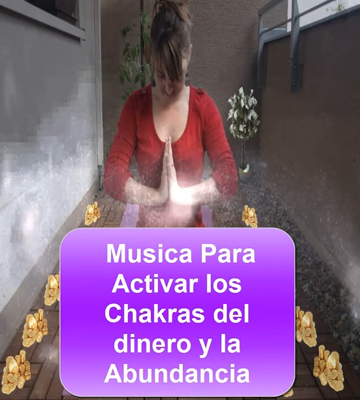 Musica Para
Activar los
Chakras del
dinero y la
Abundancia